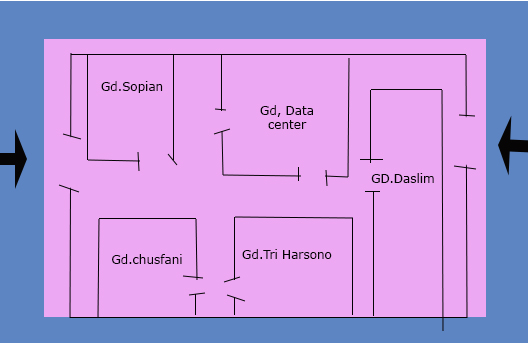 Gd.Sopian
Gd, Data
center
GD.Daslim
Gd.chusfani
Gd.Tri Harsono